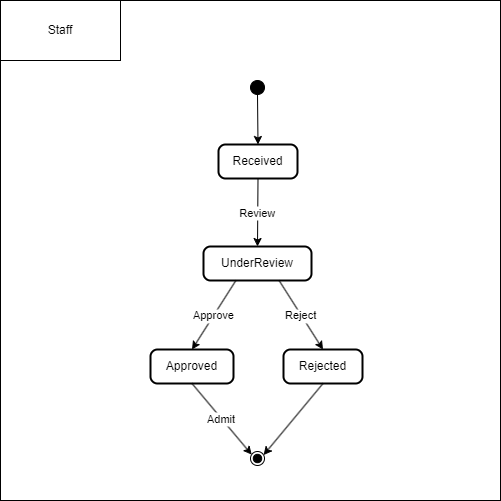 Staff
Received
Review
UnderReview
Approve
Reject
Approved
Rejected
Admit